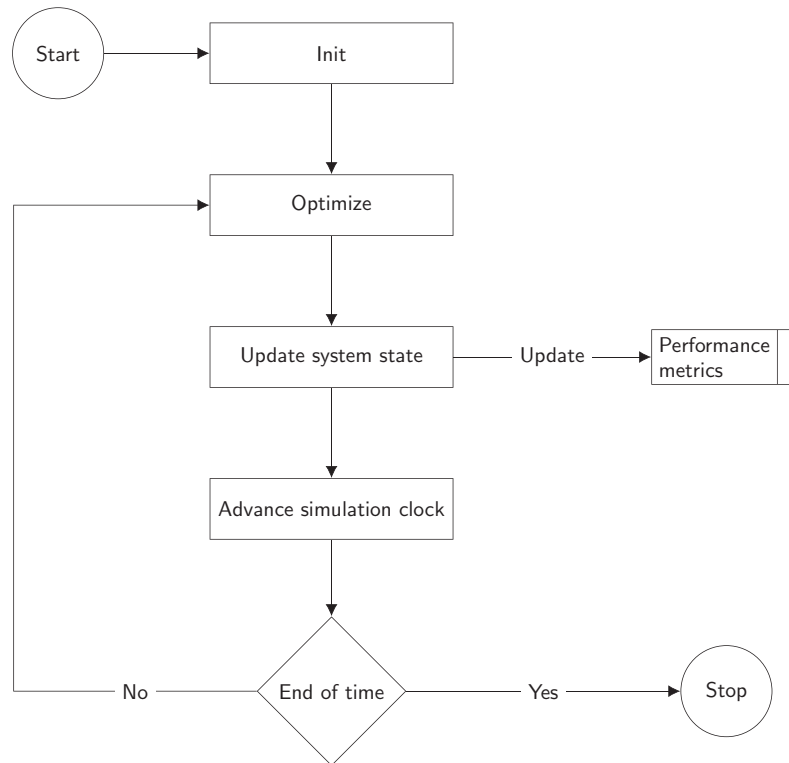 Start
Init
Optimize
Update system state
Update
Performance
metrics
Advance simulation clock
No
End of time
Yes
Stop